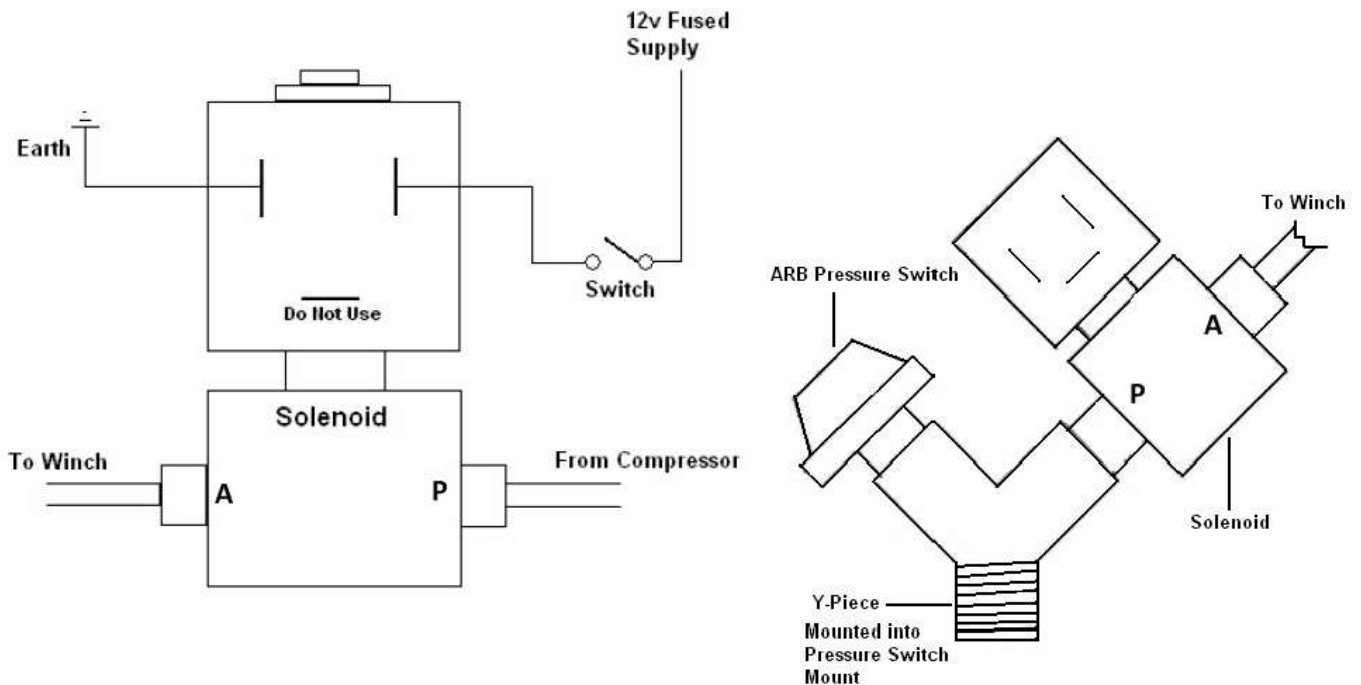 12v Fused
Supply
Earth
Switch
Do Not Use
Solenoid
To Winch
A
P
From Compressor
To Winch
ARB Pressure Switch
A
P
Solenoid
Y-Piece
Mounted into
Pressure Switch
Mount